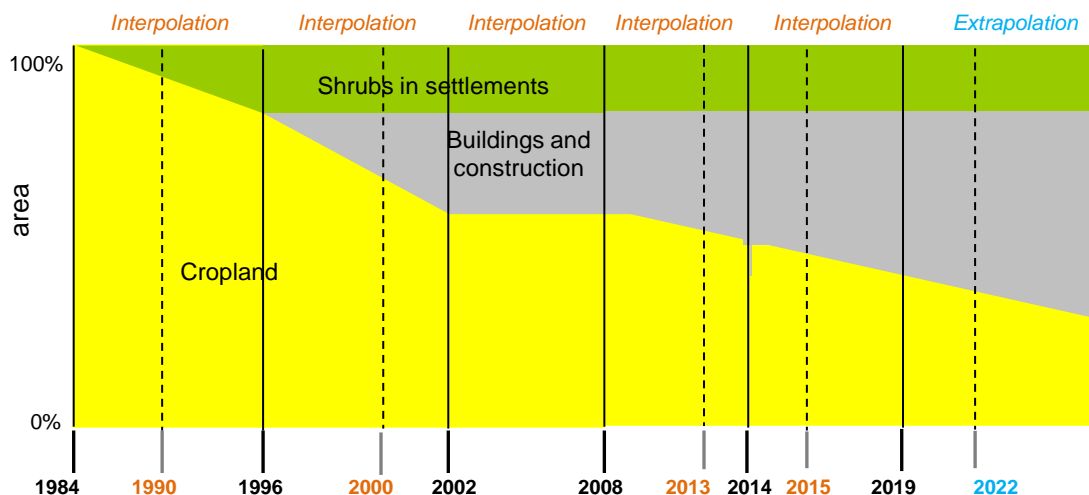 Interpolation Interpolation Interpolation Interpolation Interpolation Extrapolation
100%
Shrubs in settlements
Buildings and
construction
area
Cropland
0%
1984 1990 1996 2000 2002 2008 2013 2014 2015 2019 2022